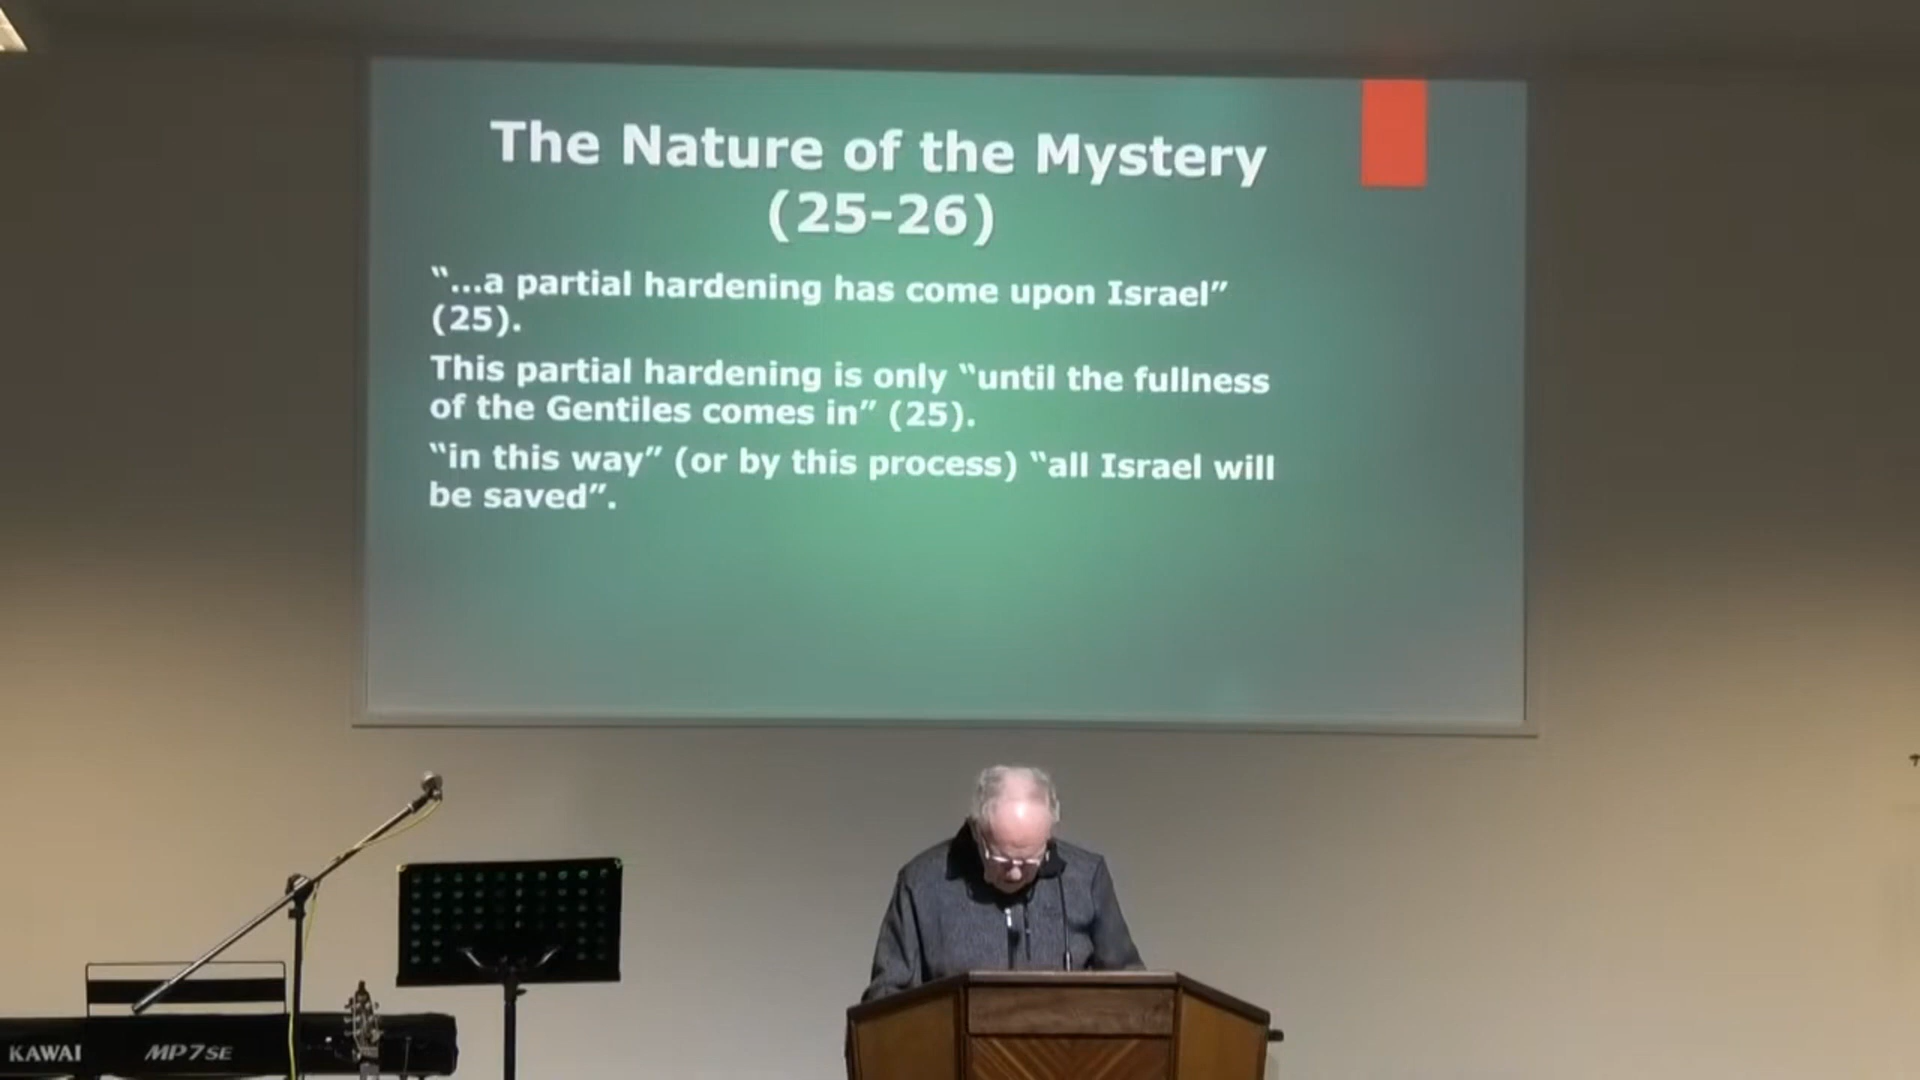 The Nature of the Mystery
(25-26)
“...a partial hardening has come upon Israel”
(25).
This partial hardening is only “until the fullness
of the Gentiles comes in” (25).
“in this way” (or by this process) “all Israel will
be saved”.
KAWAI MP7SE